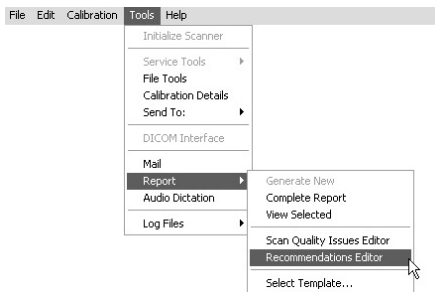 File Edit Calibration Tools Help
Initialize Scanner
Service Tools
File Tools
Calibration Details
Send To:
DICOM Interface
Mail
Report
Audio Dictation
Log Files
Generate New
Complete Report
View Selected
Scan Quality Issues Editor
Recommendations Editor
Select Template...